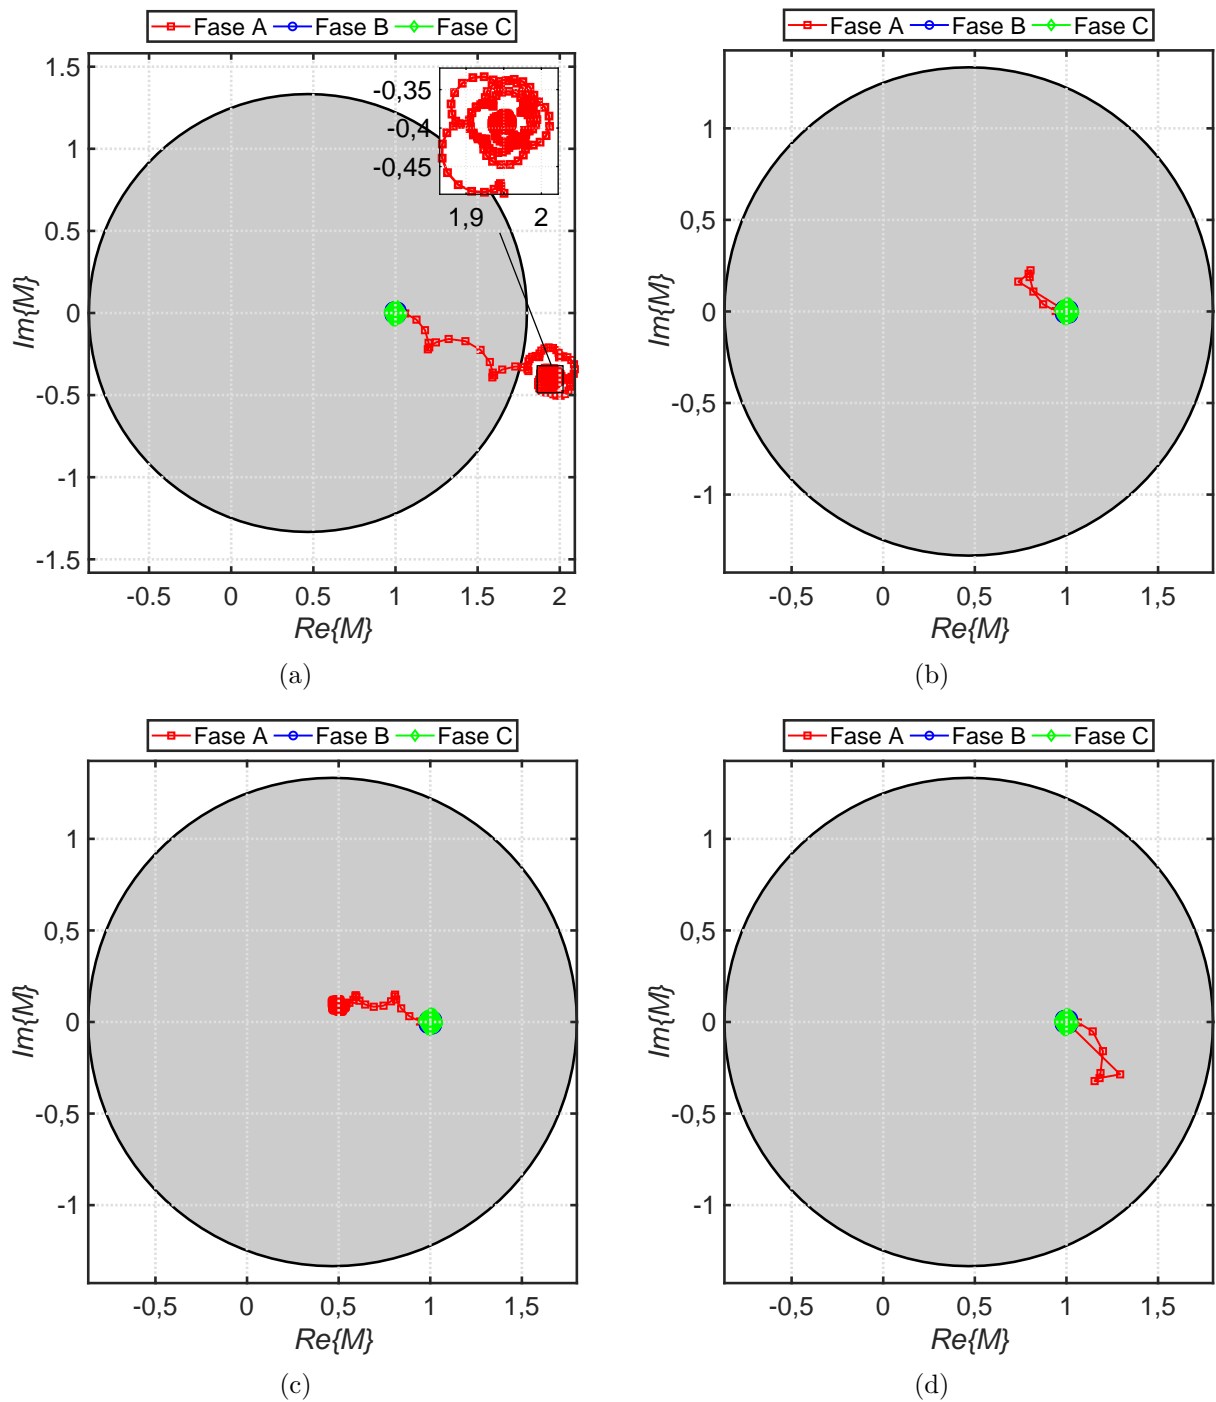 Fase A Fase B Fase C
1.5
1
0.5
0
-0.5
-1
-1.5
-0,35
-0,4
-0,45
1,9 2
Im{M}
-0.5 0 0.5 1 1.5 2
Re{M}
(a)
Fase A Fase B Fase C
1
0,5
0
-0,5
-1
Im{M}
-0,5 0 0,5 1 1,5
Re{M}
(b)
Fase A Fase B Fase C
1
0,5
0
-0,5
-1
Im{M}
-0,5 0 0,5 1 1,5
Re{M}
(c)
Fase A Fase B Fase C
1
0,5
0
-0,5
-1
Im{M}
-0,5 0 0,5 1 1,5
Re{M}
(d)